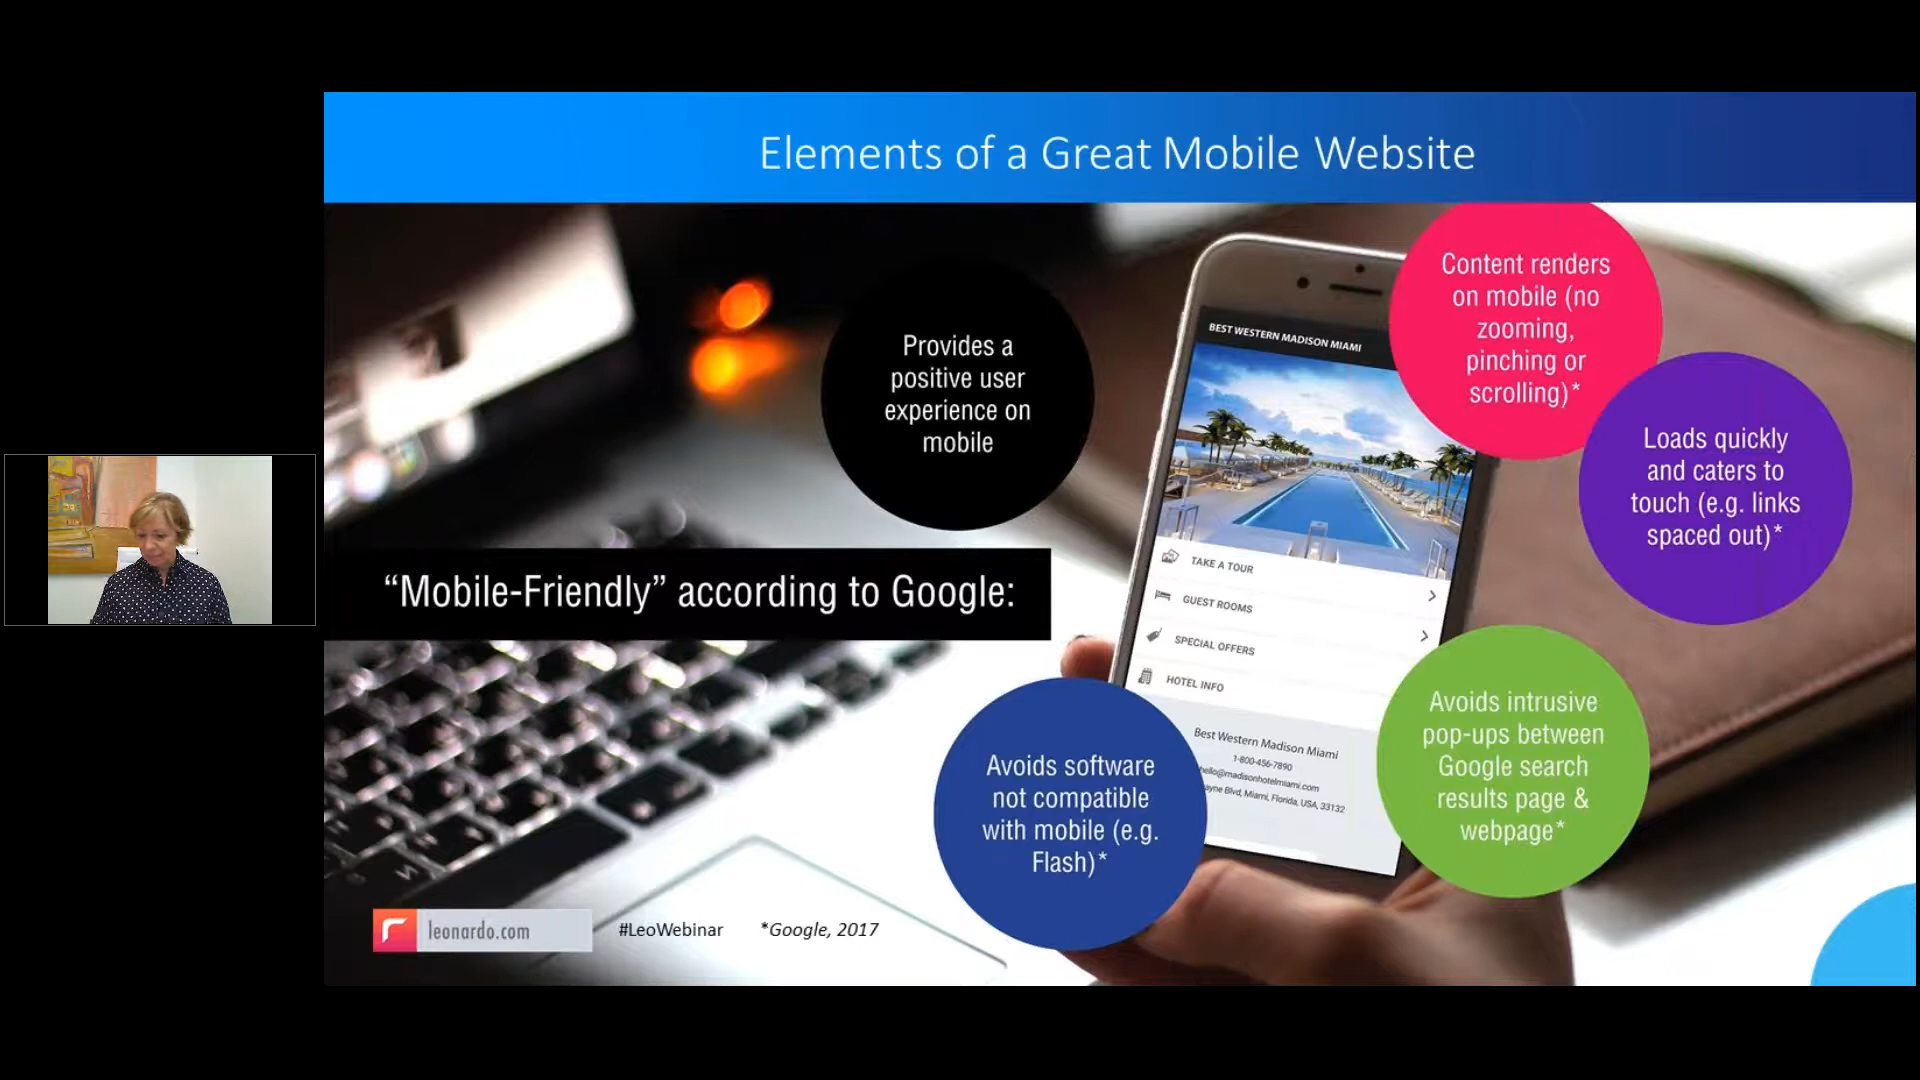 Elements of a Great Mobile Website
Provides a
positive user
experience on
mobile
Content renders
on mobile (no
zooming,
pinching or
scrolling)*
Loads quickly
and caters to
touch (e.g. links
spaced out)*
“Mobile-Friendly” according to Google:
BEST WESTERN MADISON MIAMI
TAKE A TOUR
GUEST ROOMS
SPECIAL OFFERS
HOTEL INFO
Best Western Madison Miami
1-800-456-7890
hello@madisonhotelmiami.com
Blvd, Miami, Florida, USA, 33132
Avoids software
not compatible
with mobile (e.g.
Flash)*
Avoids intrusive
pop-ups between
Google search
results page &
webpage*
leonardo.com
#LeoWebinar
*Google, 2017